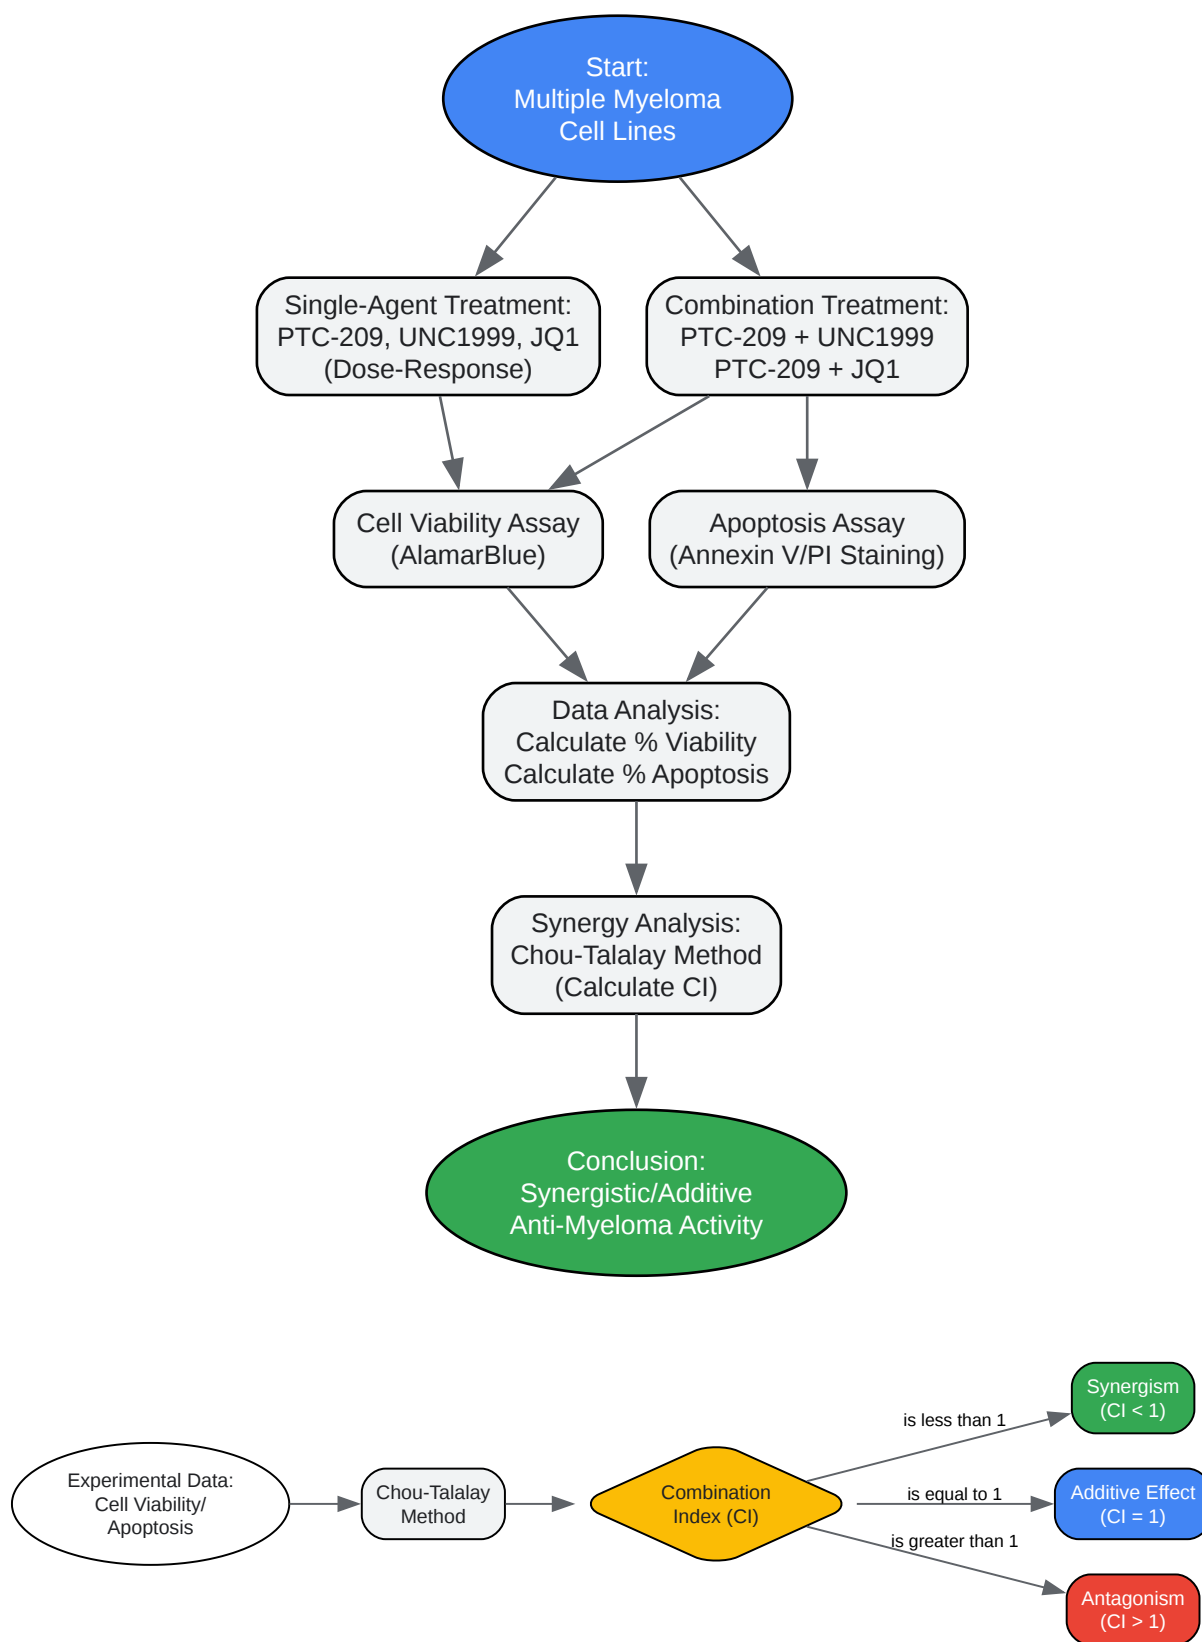 Start:
Multiple Myeloma
Cell Lines
Single-Agent Treatment:
PTC-209, UNC1999, JQ1
(Dose-Response)
Combination Treatment:
PTC-209 + UNC1999
PTC-209 + JQ1
Cell Viability Assay
(AlamarBlue)
Apoptosis Assay
(Annexin V/PI Staining)
Data Analysis:
Calculate % Viability
Calculate % Apoptosis
Synergy Analysis:
Chou-Talalay Method
(Calculate CI)
Conclusion:
Synergistic/Additive
Anti-Myeloma Activity
Experimental Data:
Cell Viability/
Apoptosis
Chou-Talalay
Method
Combination
Index (CI)
is less than 1
is equal to 1
is greater than 1
Synergism
(CI < 1)
Additive Effect
(CI = 1)
Antagonism
(CI > 1)